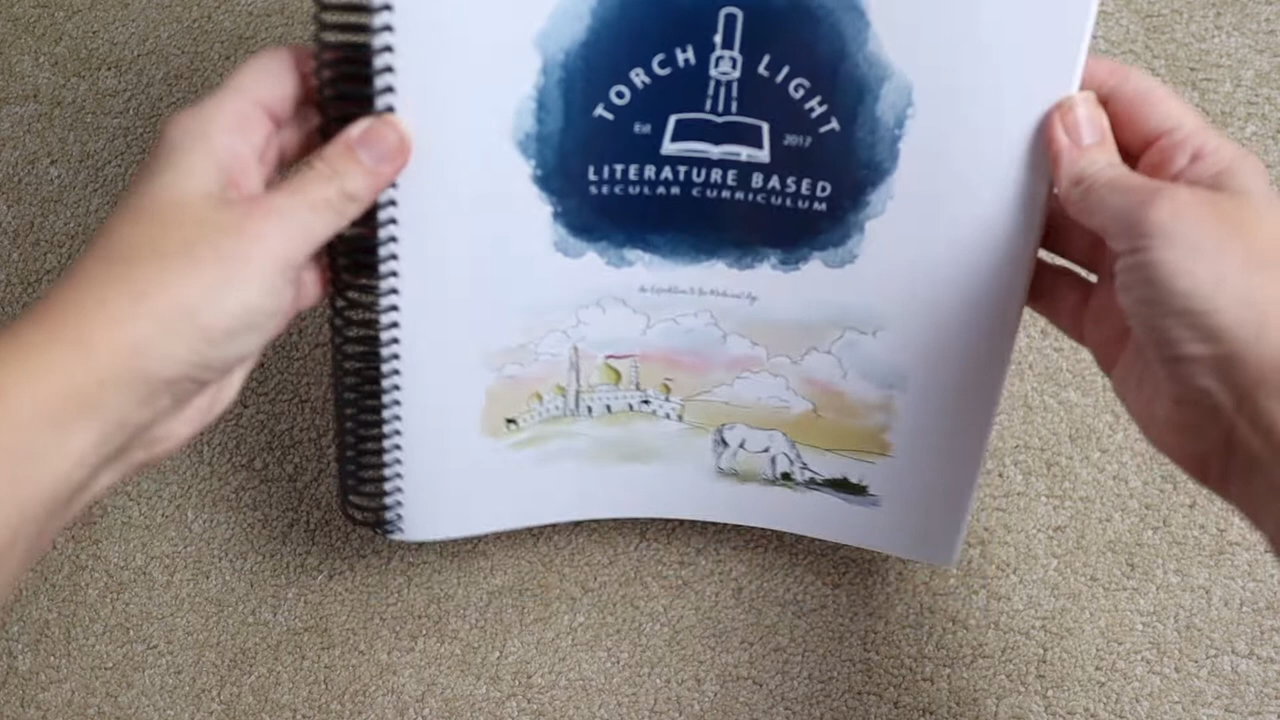 TORCH LIGHT
Est 2017
LITERATURE BASED
SECULAR CURRICULUM